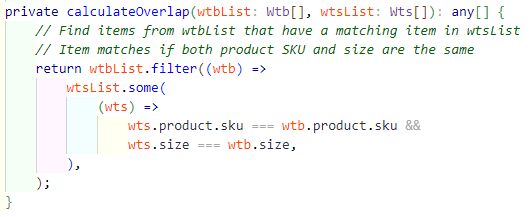 private calculateOverlap(wtbList: Wtb[], wtsList: Wts[]): any[] {
// Find items from wtbList that have a matching item in wtsList
// Item matches if both product SKU and size are the same
return wtbList.filter((wtb) =>
wtsList.some(
(wts) =>
wts.product.sku === wtb.product.sku &&
wts.size === wtb.size,
),
);
}